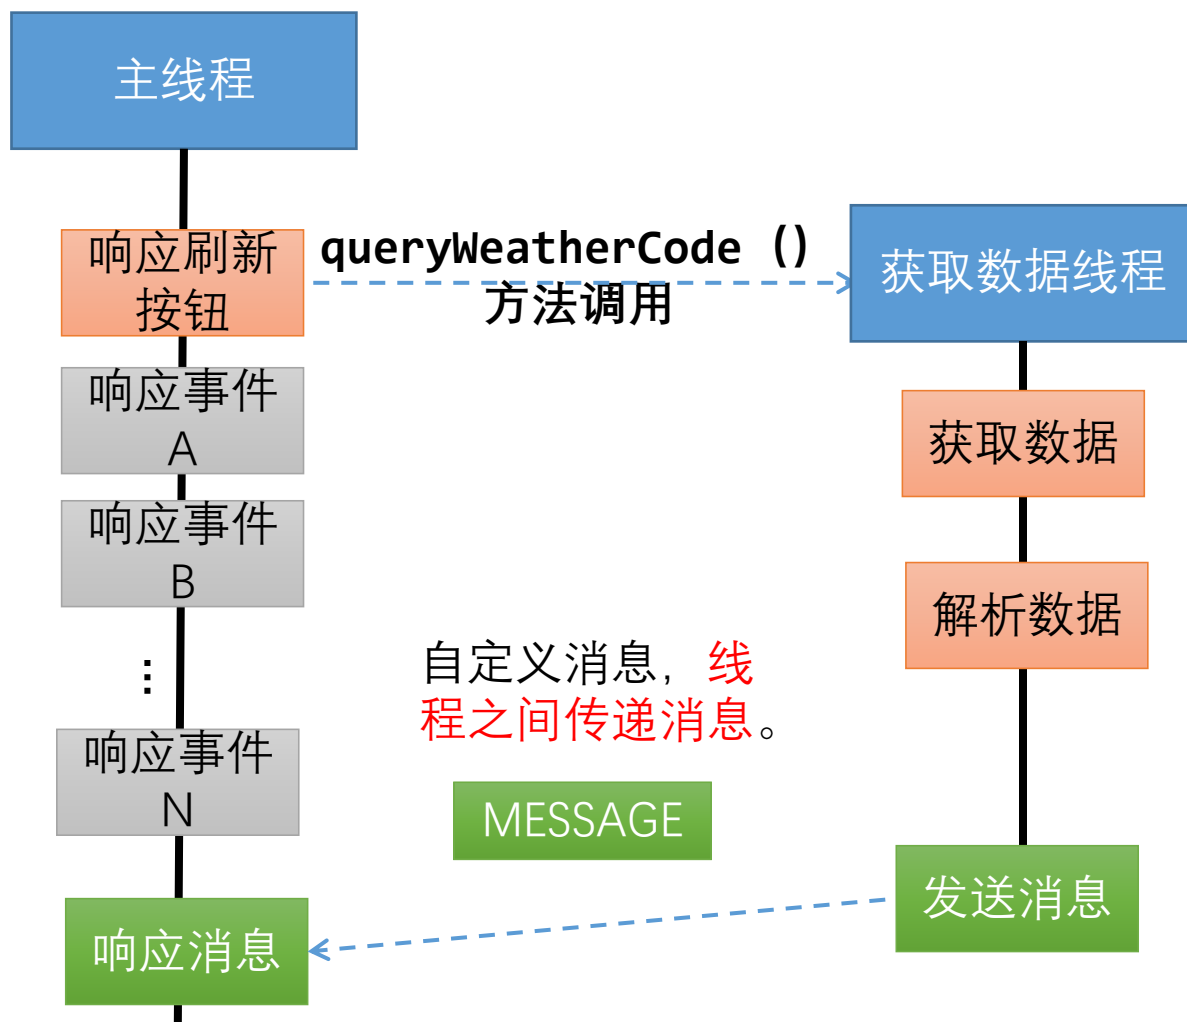 主线程
响应刷新
按钮
queryWeatherCode ()
方法调用
获取数据线程
响应事件
A
获取数据
响应事件
B
解析数据
⋮
自定义消息，线
程之间传递消息。
响应事件
N
MESSAGE
发送消息
响应消息